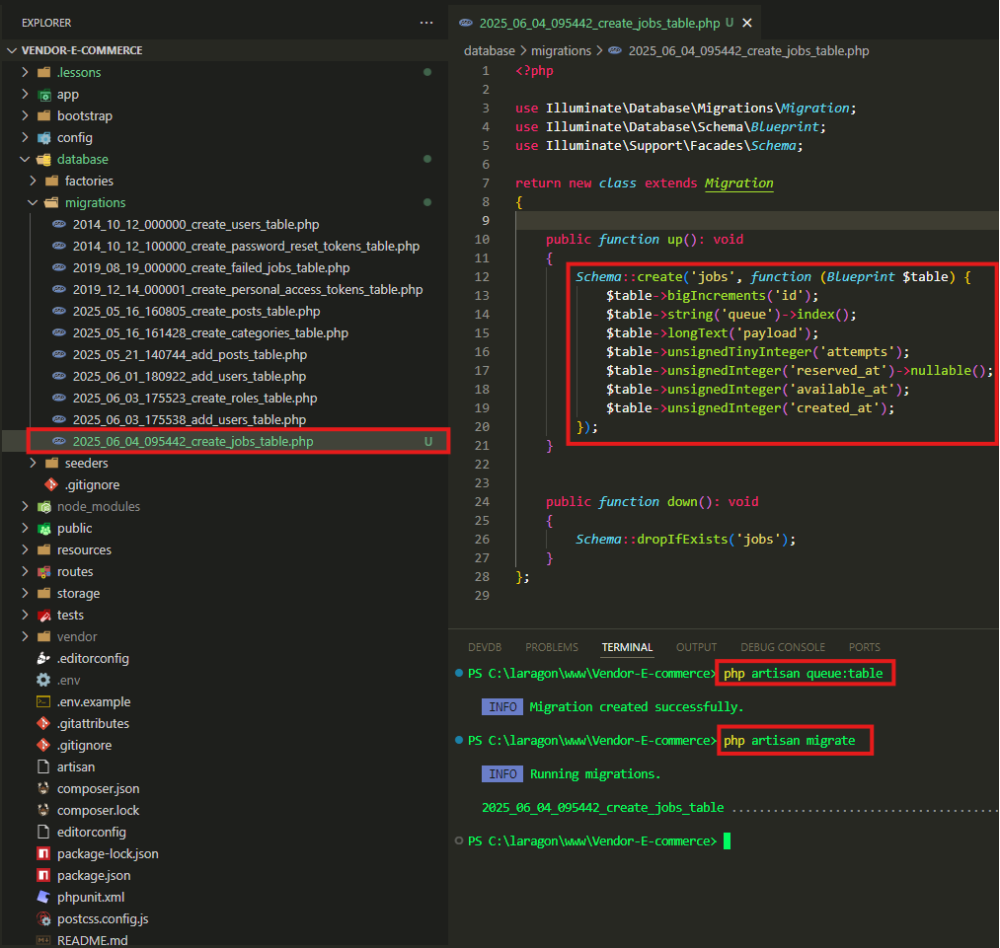 EXPLORER
...
VENDOR-E-COMMERCE
.lessons
app
bootstrap
config
database
factories
migrations
2014_10_12_000000_create_users_table.php
2014_10_12_100000_create_password_reset_tokens_table.php
2019_08_19_000000_create_failed_jobs_table.php
2019_12_14_000001_create_personal_access_tokens_table.php
2025_05_16_160805_create_posts_table.php
2025_05_16_161428_create_categories_table.php
2025_05_21_140744_add_posts_table.php
2025_06_01_180922_add_users_table.php
2025_06_03_175523_create_roles_table.php
2025_06_03_175538_add_users_table.php
2025_06_04_095442_create_jobs_table.php U
seeders
.gitignore
node_modules
public
resources
routes
storage
tests
vendor
.editorconfig
.env
.env.example
.gitattributes
.gitignore
artisan
composer.json
composer.lock
editorconfig
package-lock.json
package.json
phpunit.xml
postcss.config.js
README.md
2025_06_04_095442_create_jobs_table.php U ×
database > migrations > 2025_06_04_095442_create_jobs_table.php
1 <?php
2
3 use Illuminate\Database\Migrations\Migration;
4 use Illuminate\Database\Schema\Blueprint;
5 use Illuminate\Support\Facades\Schema;
6
7 return new class extends Migration
8 {
9
10 public function up(): void
11 {
12 Schema::create('jobs', function (Blueprint $table) {
13 $table->bigIncrements('id');
14 $table->string('queue')->index();
15 $table->longText('payload');
16 $table->unsignedTinyInteger('attempts');
17 $table->unsignedInteger('reserved_at')->nullable();
18 $table->unsignedInteger('available_at');
19 $table->unsignedInteger('created_at');
20 });
21 }
22
23
24 public function down(): void
25 {
26 Schema::dropIfExists('jobs');
27 }
28 };
29
DEVDB PROBLEMS TERMINAL OUTPUT DEBUG CONSOLE PORTS
PS C:\laragon\www\Vendor-E-commerce> php artisan queue:table
INFO Migration created successfully.
PS C:\laragon\www\Vendor-E-commerce> php artisan migrate
INFO Running migrations.
2025_06_04_095442_create_jobs_table ...................................
PS C:\laragon\www\Vendor-E-commerce>